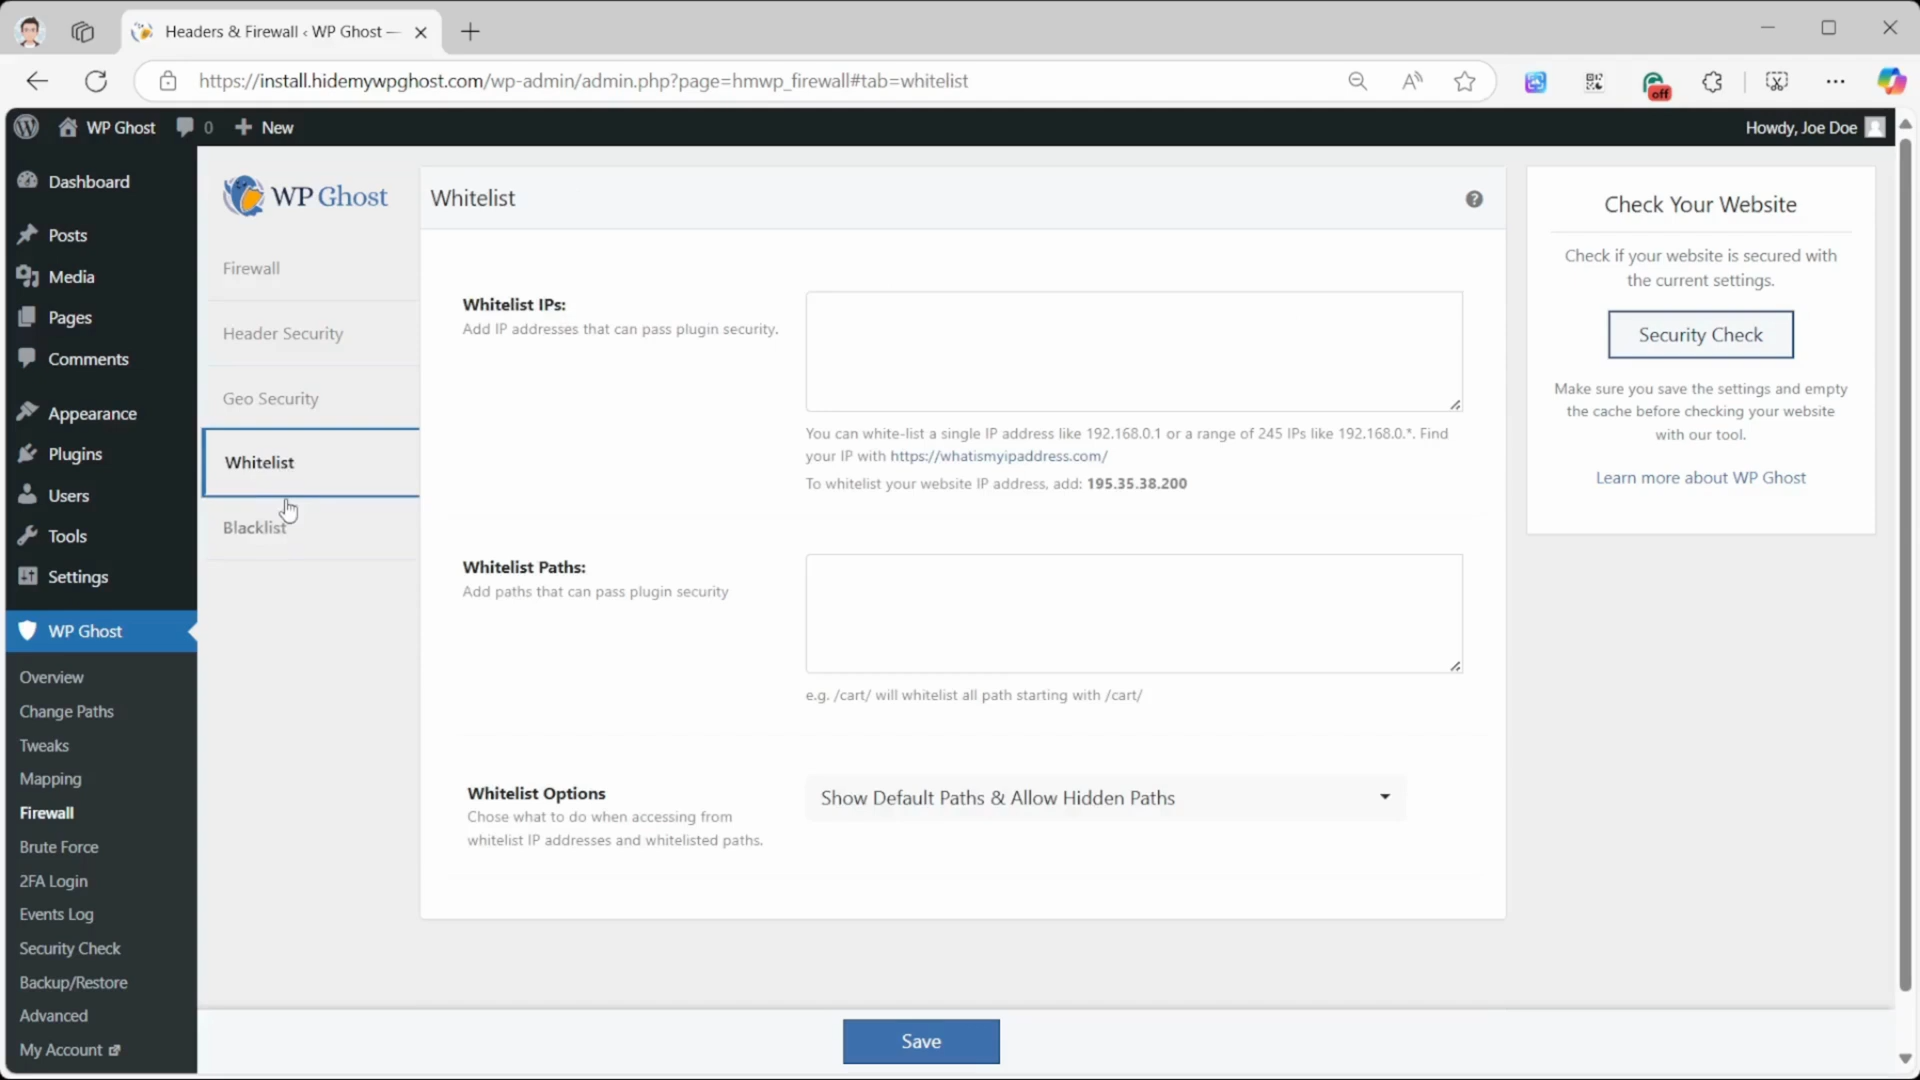 Headers & Firewall ‹ WP Ghost —
https://install.hidemywpghost.com/wp-admin/admin.php?page=hmwp_firewall#tab=whitelist
off
WP Ghost
0
New
Howdy, Joe Doe
Dashboard
Posts
Media
Pages
Comments
Appearance
Plugins
Users
Tools
Settings
WP Ghost
Overview
Change Paths
Tweaks
Mapping
Firewall
Brute Force
2FA Login
Events Log
Security Check
Backup/Restore
Advanced
My Account
WP Ghost
Firewall
Header Security
Geo Security
Whitelist
Blacklist
Whitelist
Whitelist IPs:
Add IP addresses that can pass plugin security.
You can white-list a single IP address like 192.168.0.1 or a range of 245 IPs like 192.168.0.*. Find
your IP with https://whatismyipaddress.com/
To whitelist your website IP address, add: 195.35.38.200
Whitelist Paths:
Add paths that can pass plugin security
e.g. /cart/ will whitelist all path starting with /cart/
Whitelist Options
Chose what to do when accessing from
whitelist IP addresses and whitelisted paths.
Show Default Paths & Allow Hidden Paths
Save
Check Your Website
Check if your website is secured with
the current settings.
Security Check
Make sure you save the settings and empty
the cache before checking your website
with our tool.
Learn more about WP Ghost